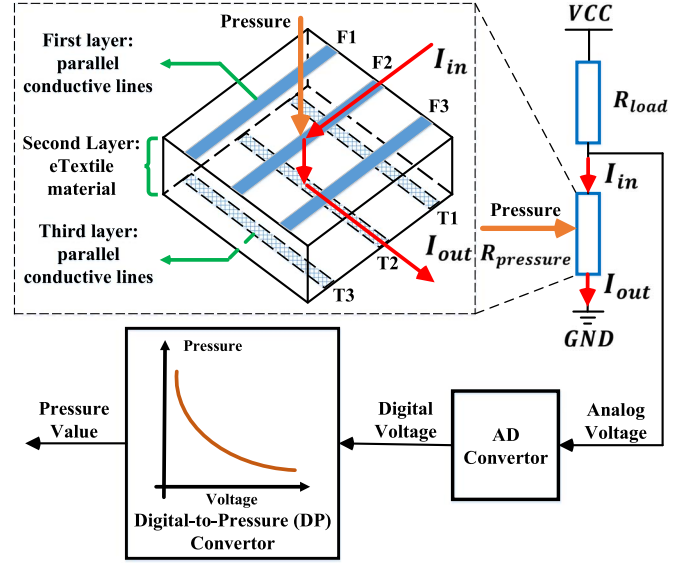 Pressure
First layer:
parallel
conductive lines
Second Layer:
eTextile
material
Third layer:
parallel
conductive lines
F1
F2
F3
I_in
T1
T2
T3
I_out
VCC
R_load
I_in
Pressure
R_pressure
I_out
GND
Pressure
Voltage
Digital-to-Pressure (DP)
Convertor
Pressure
Value
Digital
Voltage
AD
Convertor
Analog
Voltage